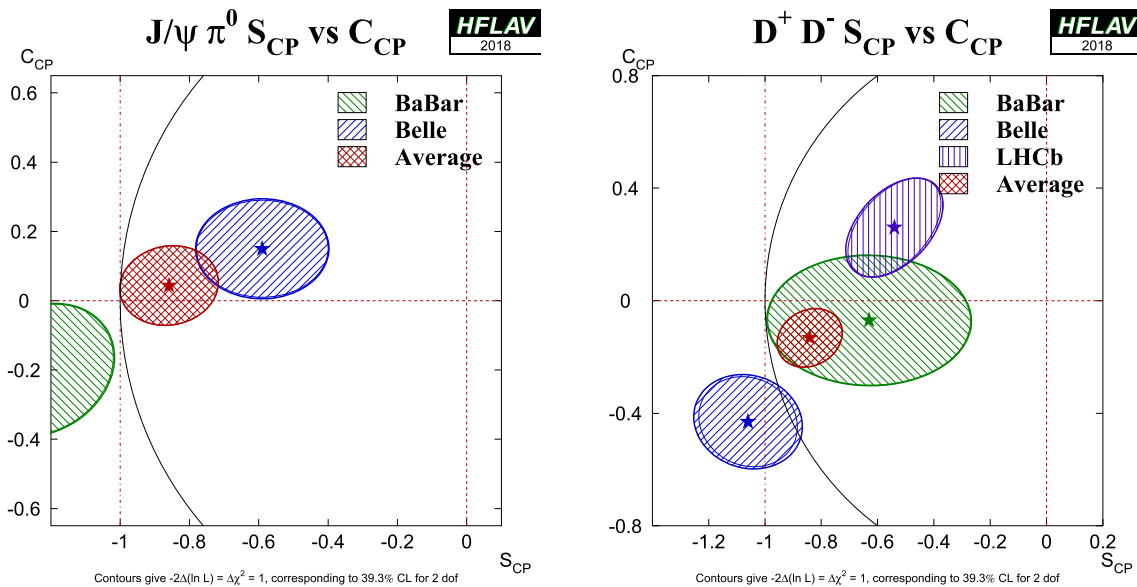 J/ψ π⁰ S_CP vs C_CP
HFLAV
2018
C_CP
0.6
0.4
0.2
0
-0.2
-0.4
-0.6
BaBar
Belle
Average
-1
-0.8
-0.6
-0.4
-0.2
0
S_CP
Contours give -2Δ(ln L) = Δχ² = 1, corresponding to 39.3% CL for 2 dof
D⁺ D⁻ S_CP vs C_CP
HFLAV
2018
C_CP
0.8
0.4
0
-0.4
-0.8
BaBar
Belle
LHCb
Average
-1.2
-1
-0.8
-0.6
-0.4
-0.2
0
0.2
S_CP
Contours give -2Δ(ln L) = Δχ² = 1, corresponding to 39.3% CL for 2 dof